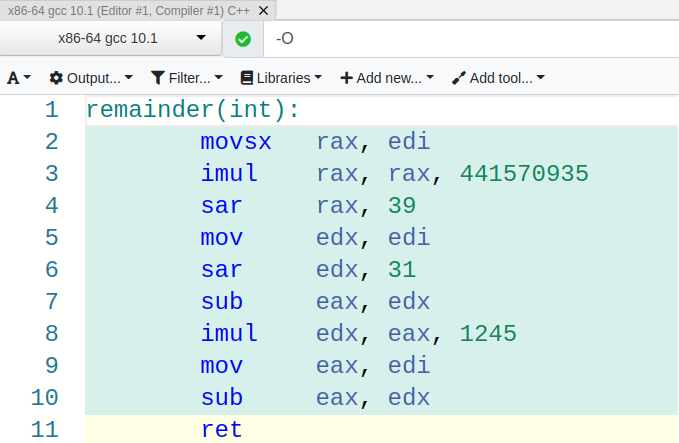 x86-64 gcc 10.1 (Editor #1, Compiler #1) C++ X
x86-64 gcc 10.1 -O
A Output... Filter... Libraries + Add new... Add tool...
1 remainder(int):
2 movsx rax, edi
3 imul rax, rax, 441570935
4 sar rax, 39
5 mov edx, edi
6 sar edx, 31
7 sub eax, edx
8 imul edx, eax, 1245
9 mov eax, edi
10 sub eax, edx
11 ret